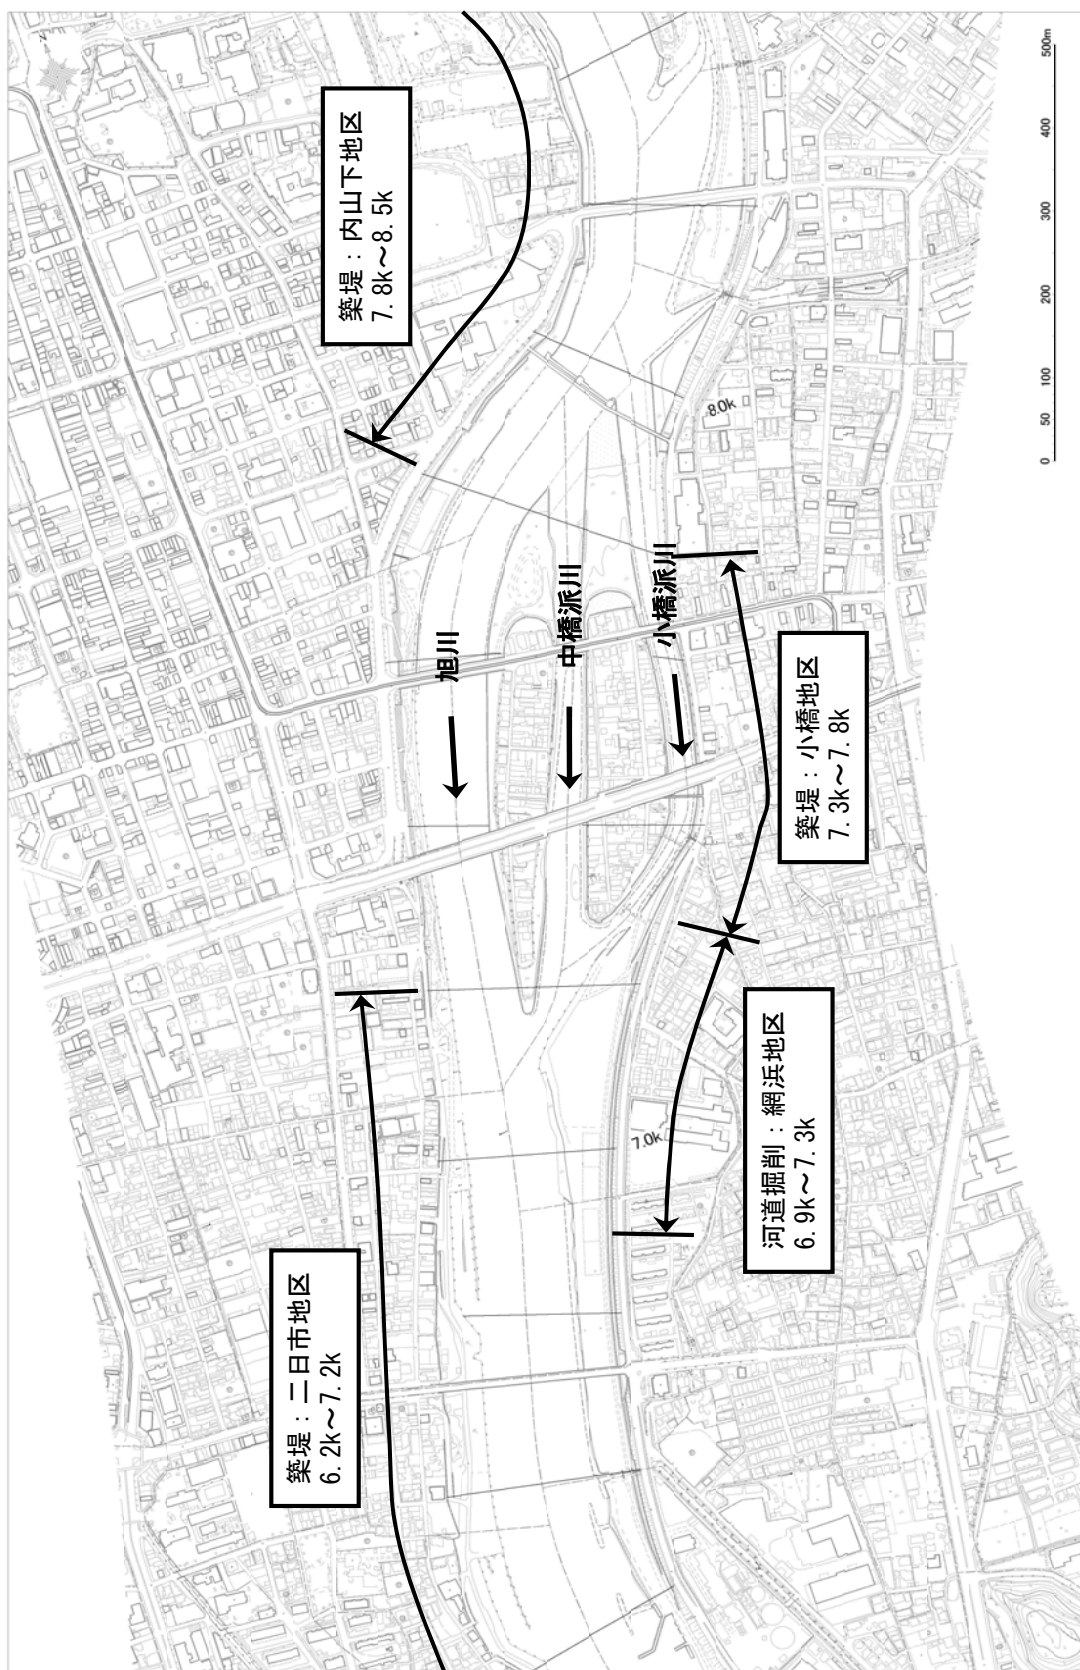 築堤：内山下地区
7.8k～8.5k
8.0k
旭川
中橋派川
小橋派川
築堤：小橋地区
7.3k～7.8k
築堤：二日市地区
6.2k～7.2k
7.0k
河道掘削：網浜地区
6.9k～7.3k
0
50
100
200
300
400
500m